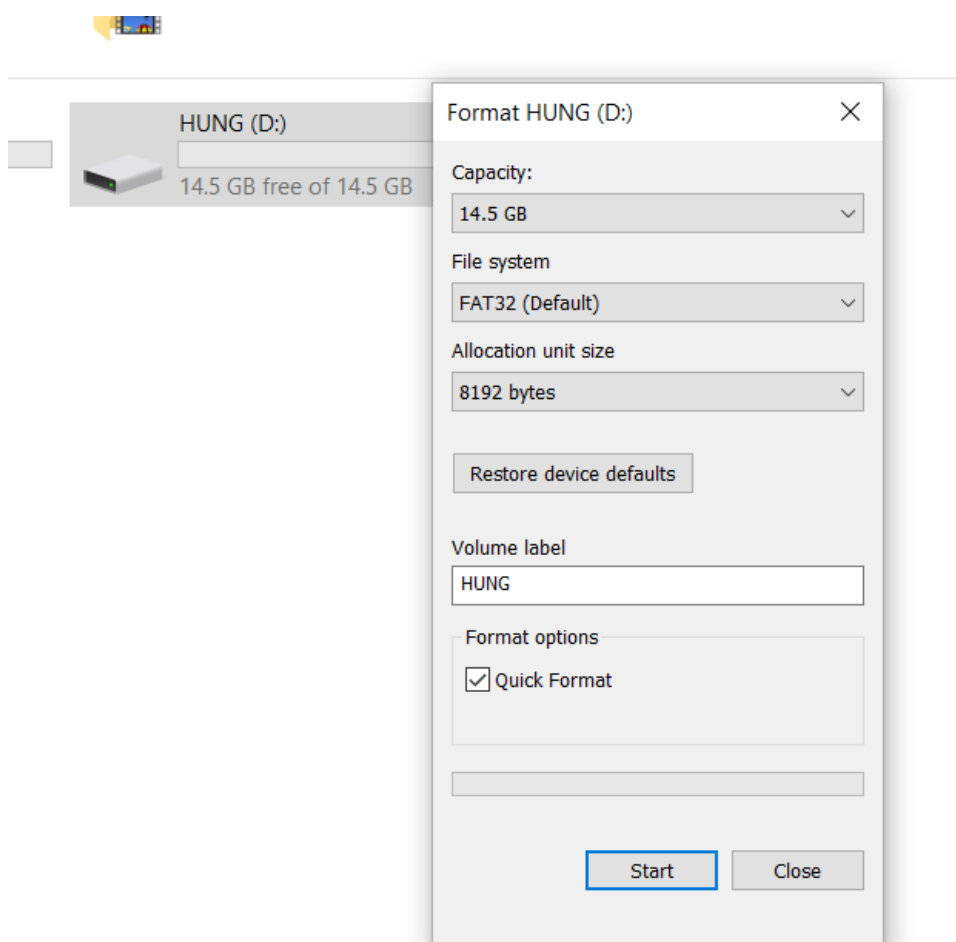 HUNG (D:)
14.5 GB free of 14.5 GB
Format HUNG (D:)
Capacity:
14.5 GB
File system
FAT32 (Default)
Allocation unit size
8192 bytes
Restore device defaults
Volume label
HUNG
Format options
Quick Format
Start
Close